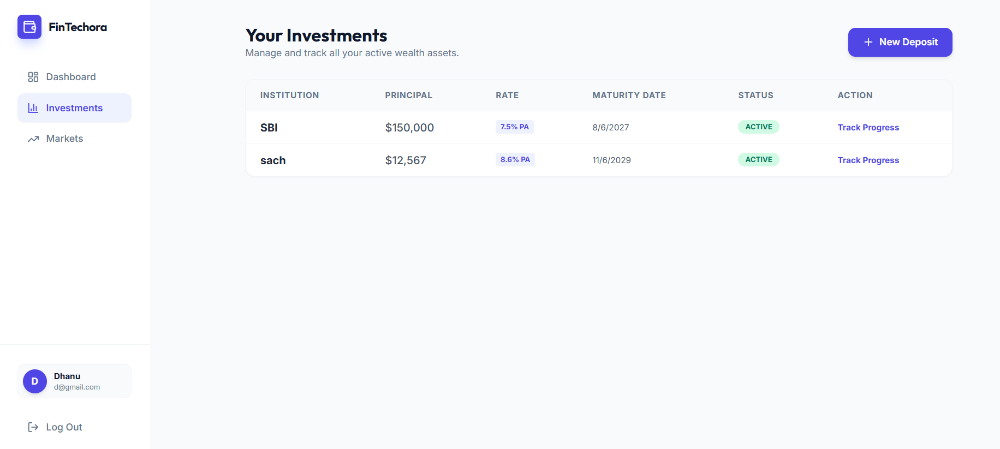 FinTechora
Dashboard
Investments
Markets
Dhanu
d@gmail.com
Log Out
Your Investments
Manage and track all your active wealth assets.
New Deposit
INSTITUTION PRINCIPAL RATE MATURITY DATE STATUS ACTION
SBI $150,000 7.5% PA 8/6/2027 ACTIVE Track Progress
sach $12,567 8.6% PA 11/6/2029 ACTIVE Track Progress
D